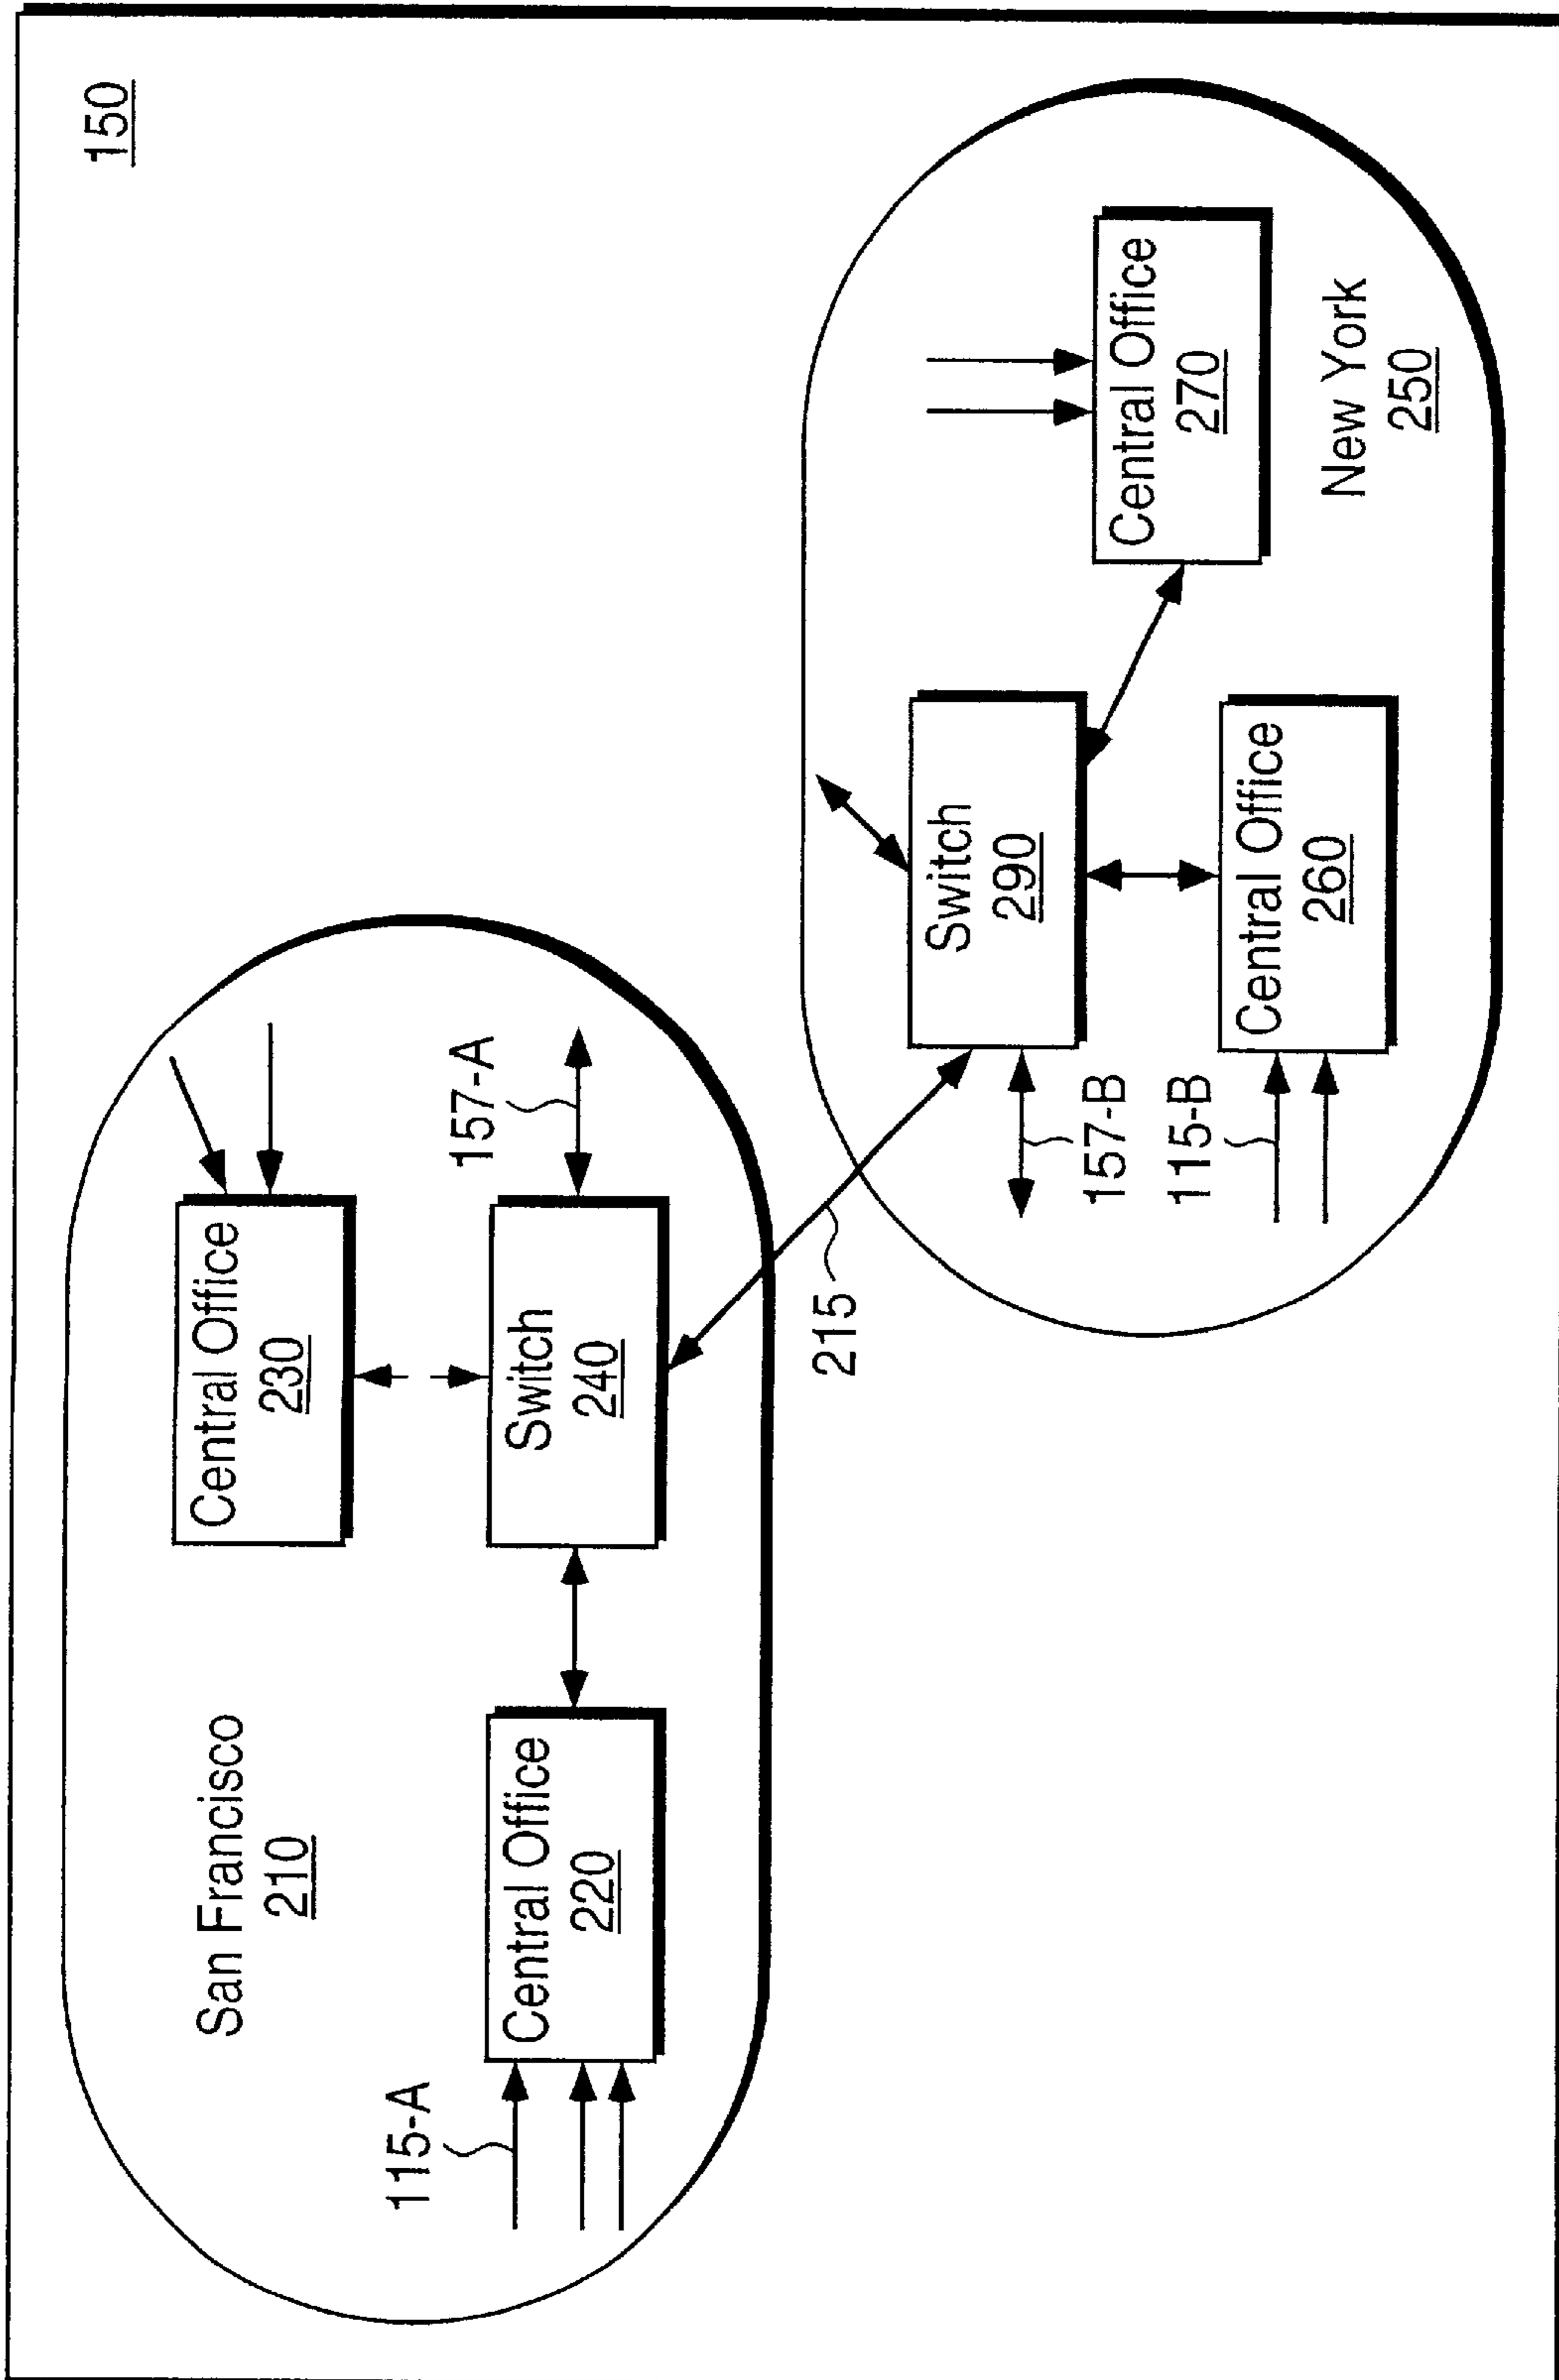 150
San Francisco
210
Central Office
230
157-A
Switch
240
115-A
Central Office
220
215
Switch
290
157-B
115-B
Central Office
260
Central Office
270
New York
250